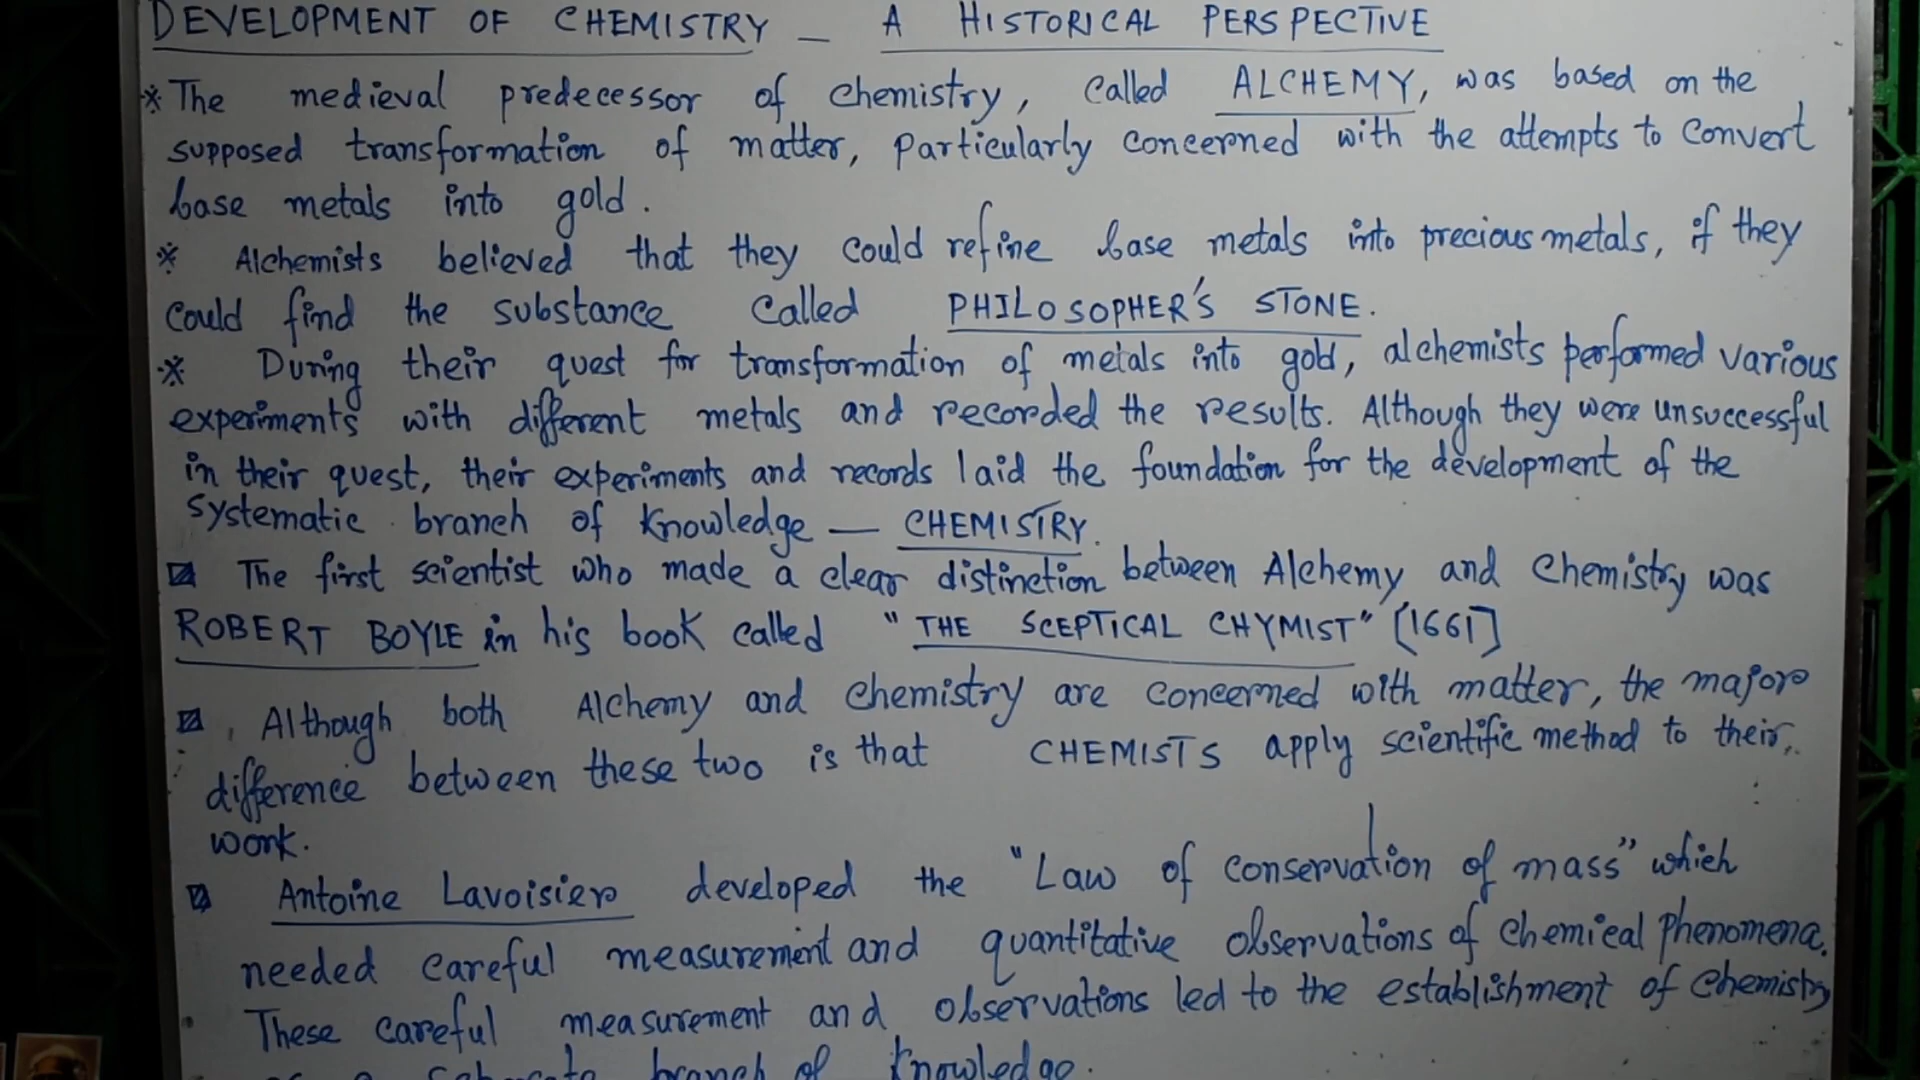 DEVELOPMENT OF CHEMISTRY - A HISTORICAL PERSPECTIVE
* The medieval predecessor of chemistry, called ALCHEMY, was based on the
supposed transformation of matter, particularly concerned with the attempts to convert
base metals into gold.
* Alchemists believed that they could refine base metals into precious metals, if they
could find the substance called PHILOSOPHER'S STONE.
* During their quest for transformation of metals into gold, alchemists performed various
experiments with different metals and recorded the results. Although they were unsuccessful
in their quest, their experiments and records laid the foundation for the development of the
systematic branch of knowledge — CHEMISTRY.
The first scientist who made a clear distinction between Alchemy and chemistry was
ROBERT BOYLE in his book called "THE SCEPTICAL CHYMIST" [1661]
Although both Alchemy and chemistry are concerned with matter, the major
difference between these two is that CHEMISTS apply scientific method to their
work.
Antoine Lavoisier developed the "Law of conservation of mass" which
needed careful measurement and quantitative observations of chemical phenomena.
These careful measurement and observations led to the establishment of chemistry
as a separate branch of knowledge.